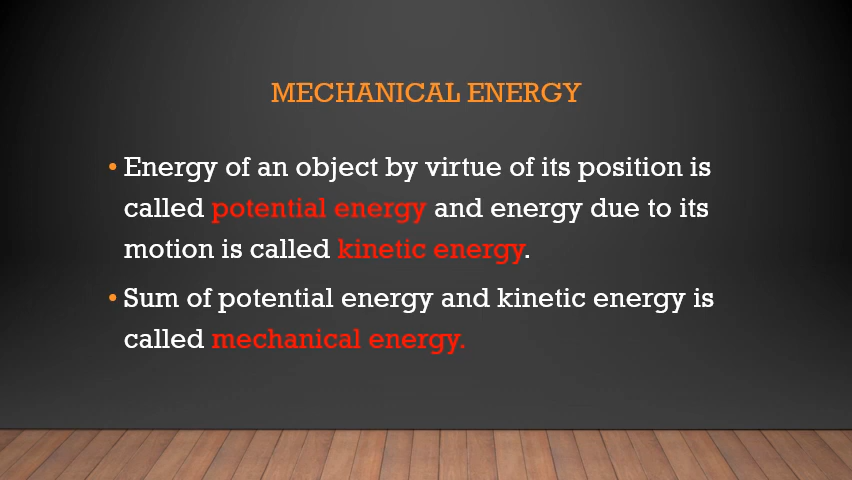 MECHANICAL ENERGY
• Energy of an object by virtue of its position is
called potential energy and energy due to its
motion is called kinetic energy.
• Sum of potential energy and kinetic energy is
called mechanical energy.